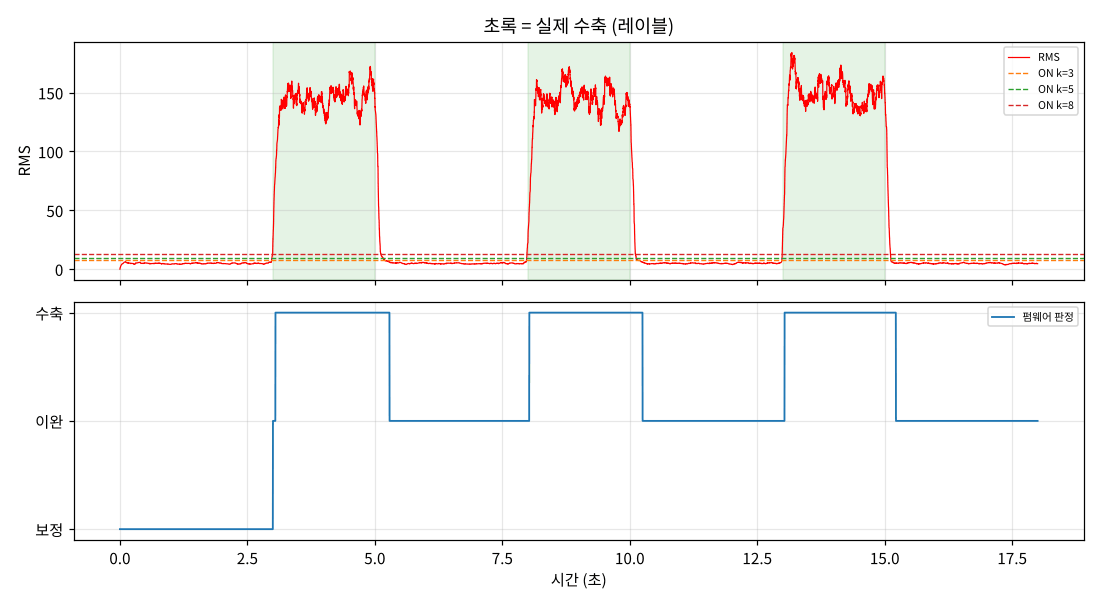 초록 = 실제 수축 (레이블)
RMS
150
100
50
0
RMS
ON k=3
ON k=5
ON k=8
수축
이완
보정
펌웨어 판정
0.0 2.5 5.0 7.5 10.0 12.5 15.0 17.5
시간 (초)